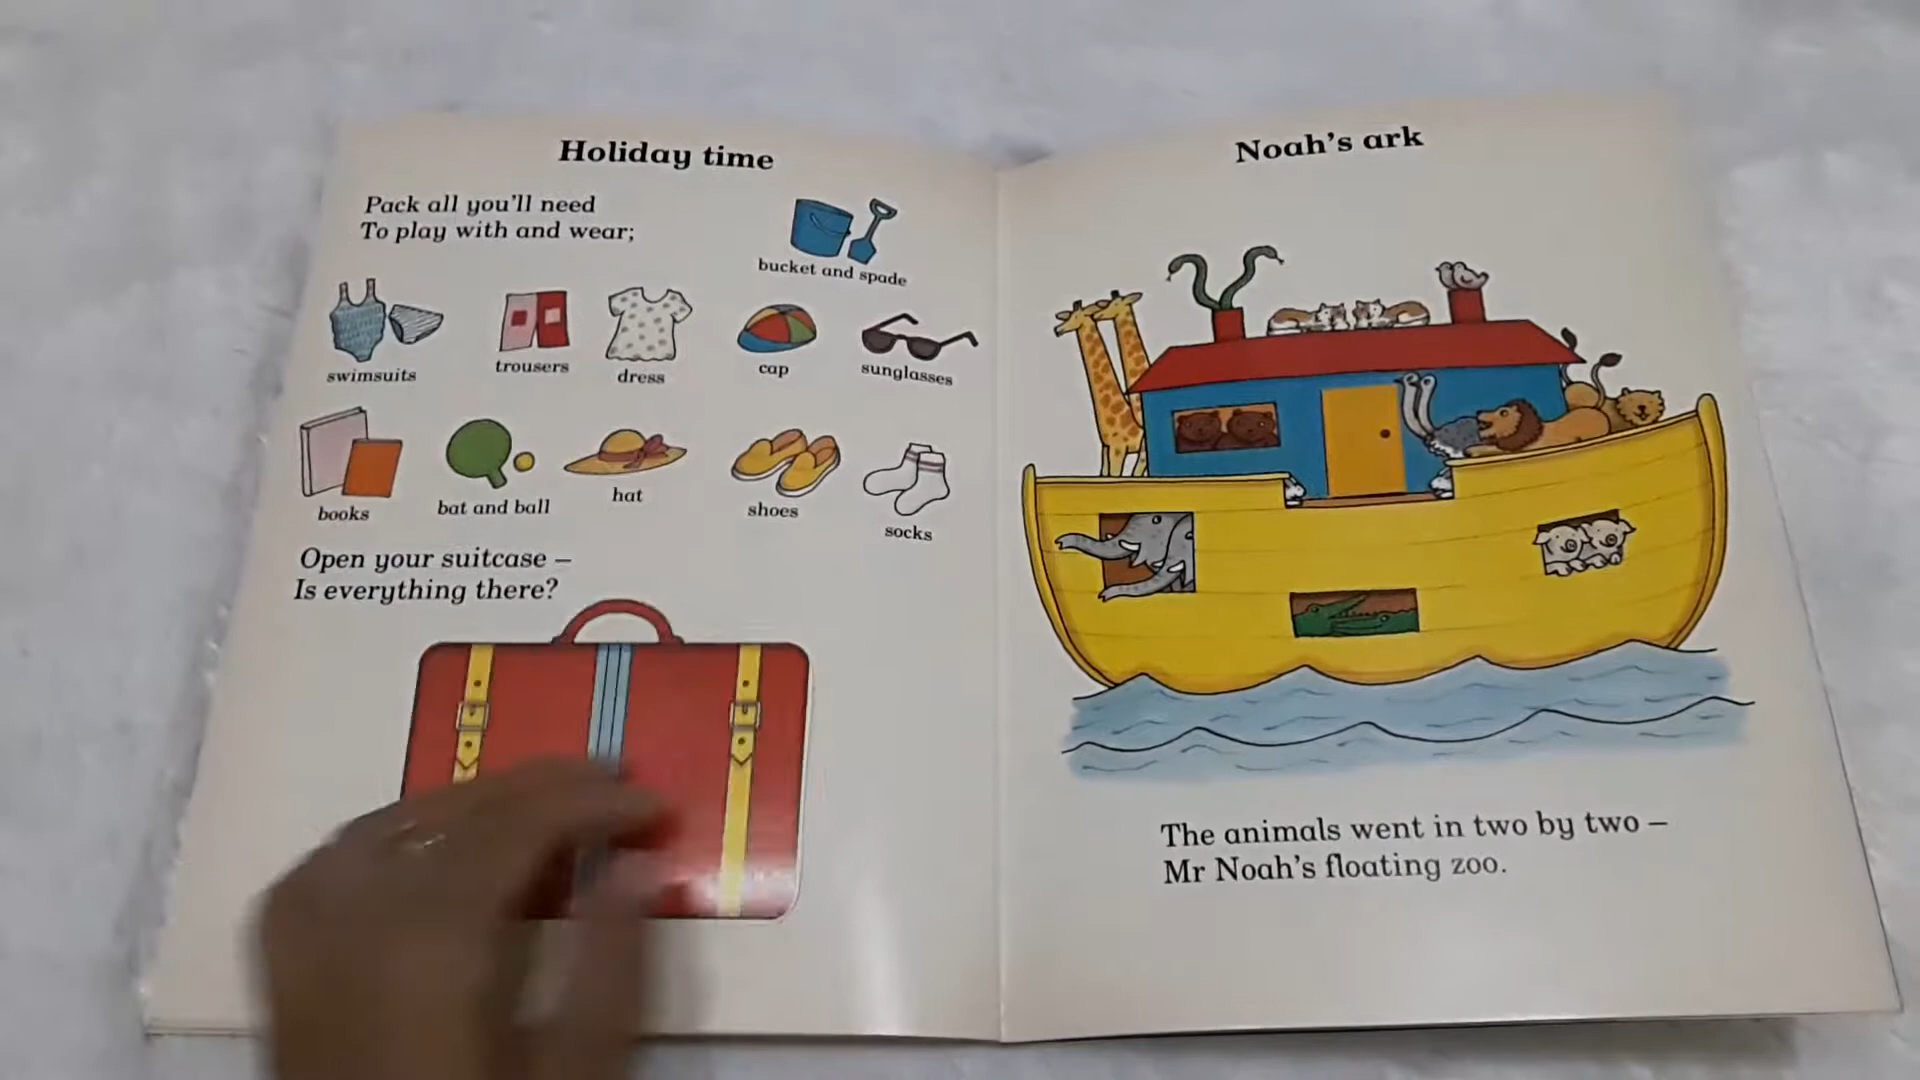 Holiday time
Pack all you'll need
To play with and wear;
bucket and spade
swimsuits
trousers
dress
cap
sunglasses
books
bat and ball
hat
shoes
socks
Open your suitcase –
Is everything there?
Noah's ark
The animals went in two by two –
Mr Noah's floating zoo.